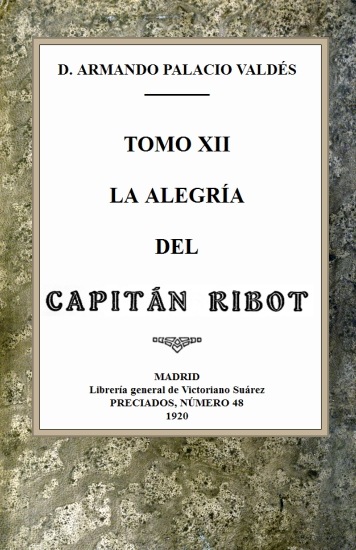 D. ARMANDO PALACIO VALDÉS
TOMO XII
LA ALEGRÍA
DEL
CAPITÁN RIBOT
MADRID
Librería general de Victoriano Suárez
PRECIADOS, NÚMERO 48
1920